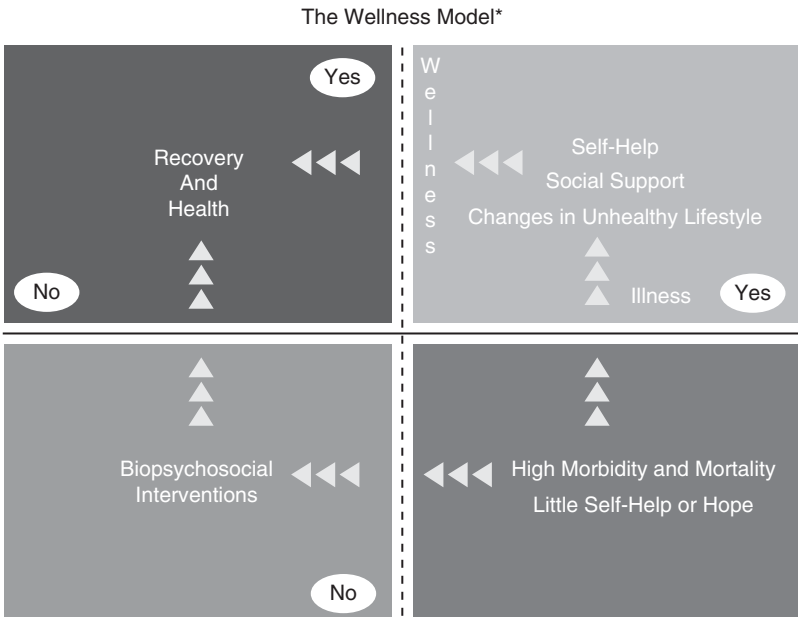 The Wellness Model*
Yes
Recovery
And
Health
No
Wellness
Self-Help
Social Support
Changes in Unhealthy Lifestyle
Illness
Yes
Biopsychosocial
Interventions
No
High Morbidity and Mortality
Little Self-Help or Hope